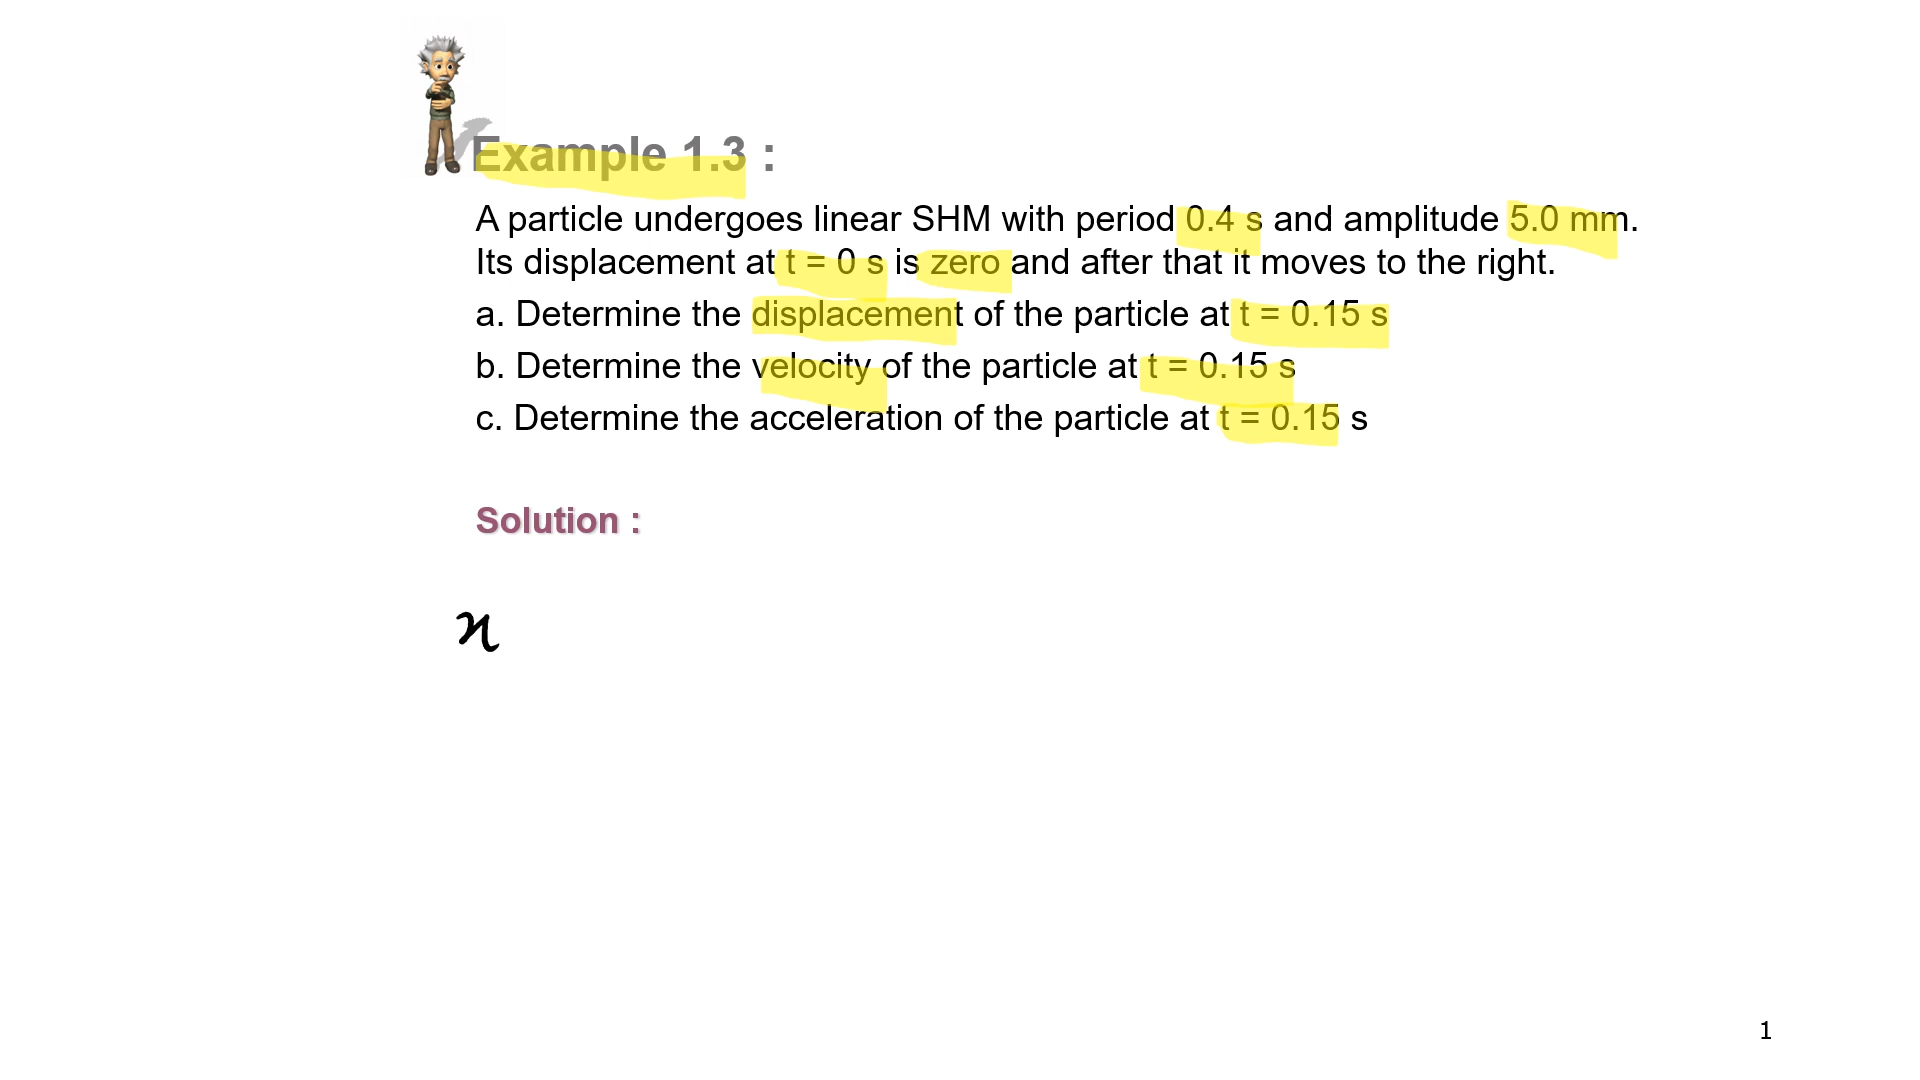 Example 1.3 :
A particle undergoes linear SHM with period 0.4 s and amplitude 5.0 mm.
Its displacement at t = 0 s is zero and after that it moves to the right.
a. Determine the displacement of the particle at t = 0.15 s
b. Determine the velocity of the particle at t = 0.15 s
c. Determine the acceleration of the particle at t = 0.15 s
Solution :
x
1